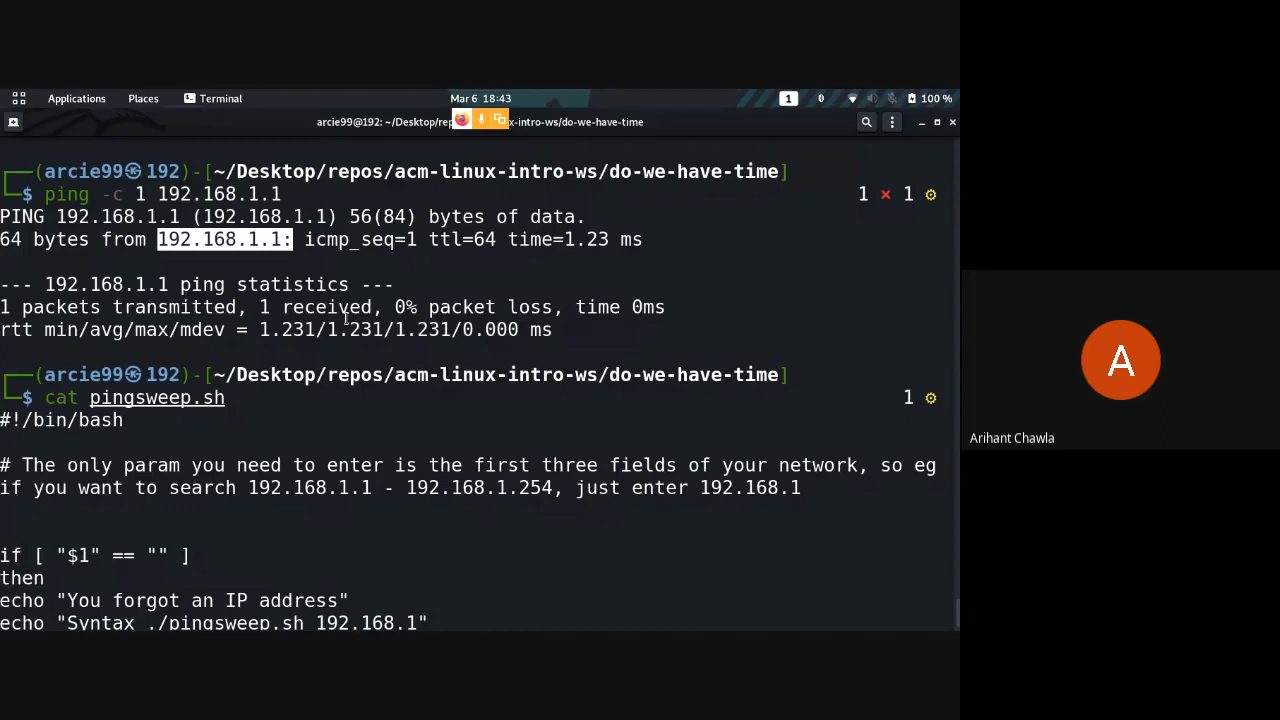 Applications Places Terminal Mar 6 18:43 1 100 %
arcie99@192: ~/Desktop/rep x-intro-ws/do-we-have-time
(arcie99㉿192)-[~/Desktop/repos/acm-linux-intro-ws/do-we-have-time]
$ ping -c 1 192.168.1.1 1 × 1 ⚙
PING 192.168.1.1 (192.168.1.1) 56(84) bytes of data.
64 bytes from 192.168.1.1: icmp_seq=1 ttl=64 time=1.23 ms
--- 192.168.1.1 ping statistics ---
1 packets transmitted, 1 received, 0% packet loss, time 0ms
rtt min/avg/max/mdev = 1.231/1.231/1.231/0.000 ms
(arcie99㉿192)-[~/Desktop/repos/acm-linux-intro-ws/do-we-have-time]
$ cat pingsweep.sh 1 ⚙
#!/bin/bash
# The only param you need to enter is the first three fields of your network, so eg
if you want to search 192.168.1.1 - 192.168.1.254, just enter 192.168.1
if [ "$1" == "" ]
then
echo "You forgot an IP address"
echo "Syntax ./pingsweep.sh 192.168.1"
A
Arihant Chawla